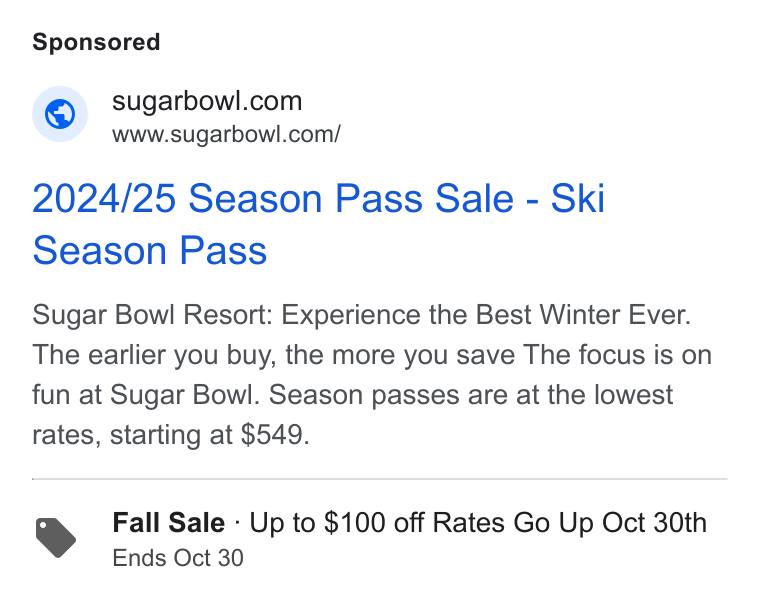 Sponsored
sugarbowl.com
www.sugarbowl.com/
2024/25 Season Pass Sale - Ski
Season Pass
Sugar Bowl Resort: Experience the Best Winter Ever.
The earlier you buy, the more you save The focus is on
fun at Sugar Bowl. Season passes are at the lowest
rates, starting at $549.
Fall Sale · Up to $100 off Rates Go Up Oct 30th
Ends Oct 30